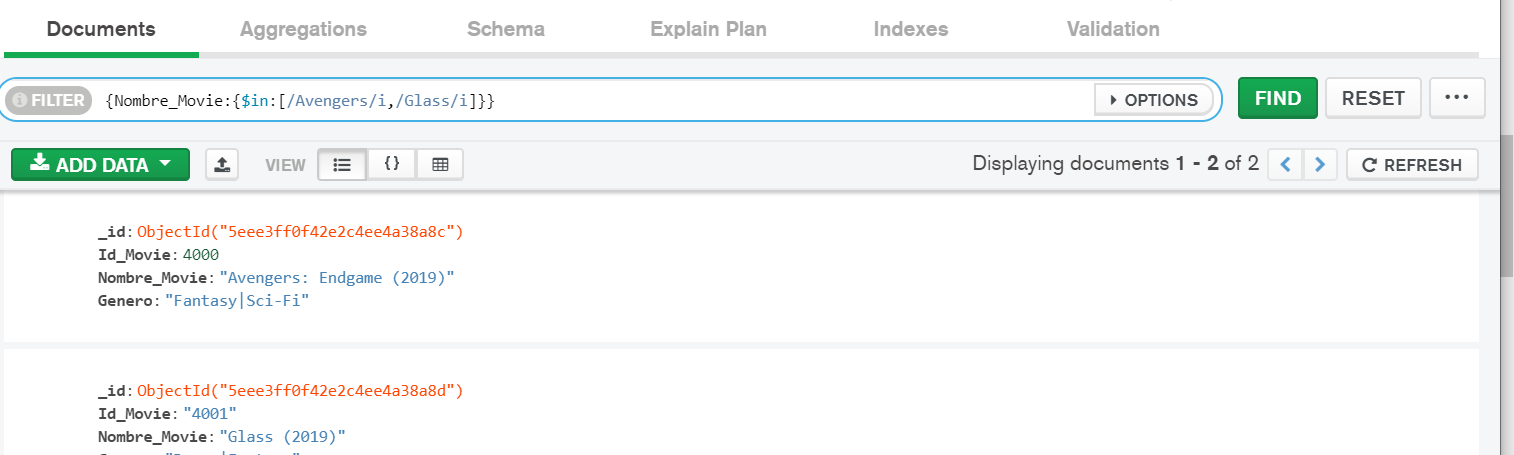 Documents Aggregations Schema Explain Plan Indexes Validation
FILTER {Nombre_Movie:{$in:[/Avengers/i,/Glass/i]}} OPTIONS FIND RESET ...
ADD DATA VIEW {} Displaying documents 1 - 2 of 2 REFRESH
_id: ObjectId("5eee3ff0f42e2c4ee4a38a8c")
Id_Movie: 4000
Nombre_Movie: "Avengers: Endgame (2019)"
Genero: "Fantasy|Sci-Fi"
_id: ObjectId("5eee3ff0f42e2c4ee4a38a8d")
Id_Movie: "4001"
Nombre_Movie: "Glass (2019)"